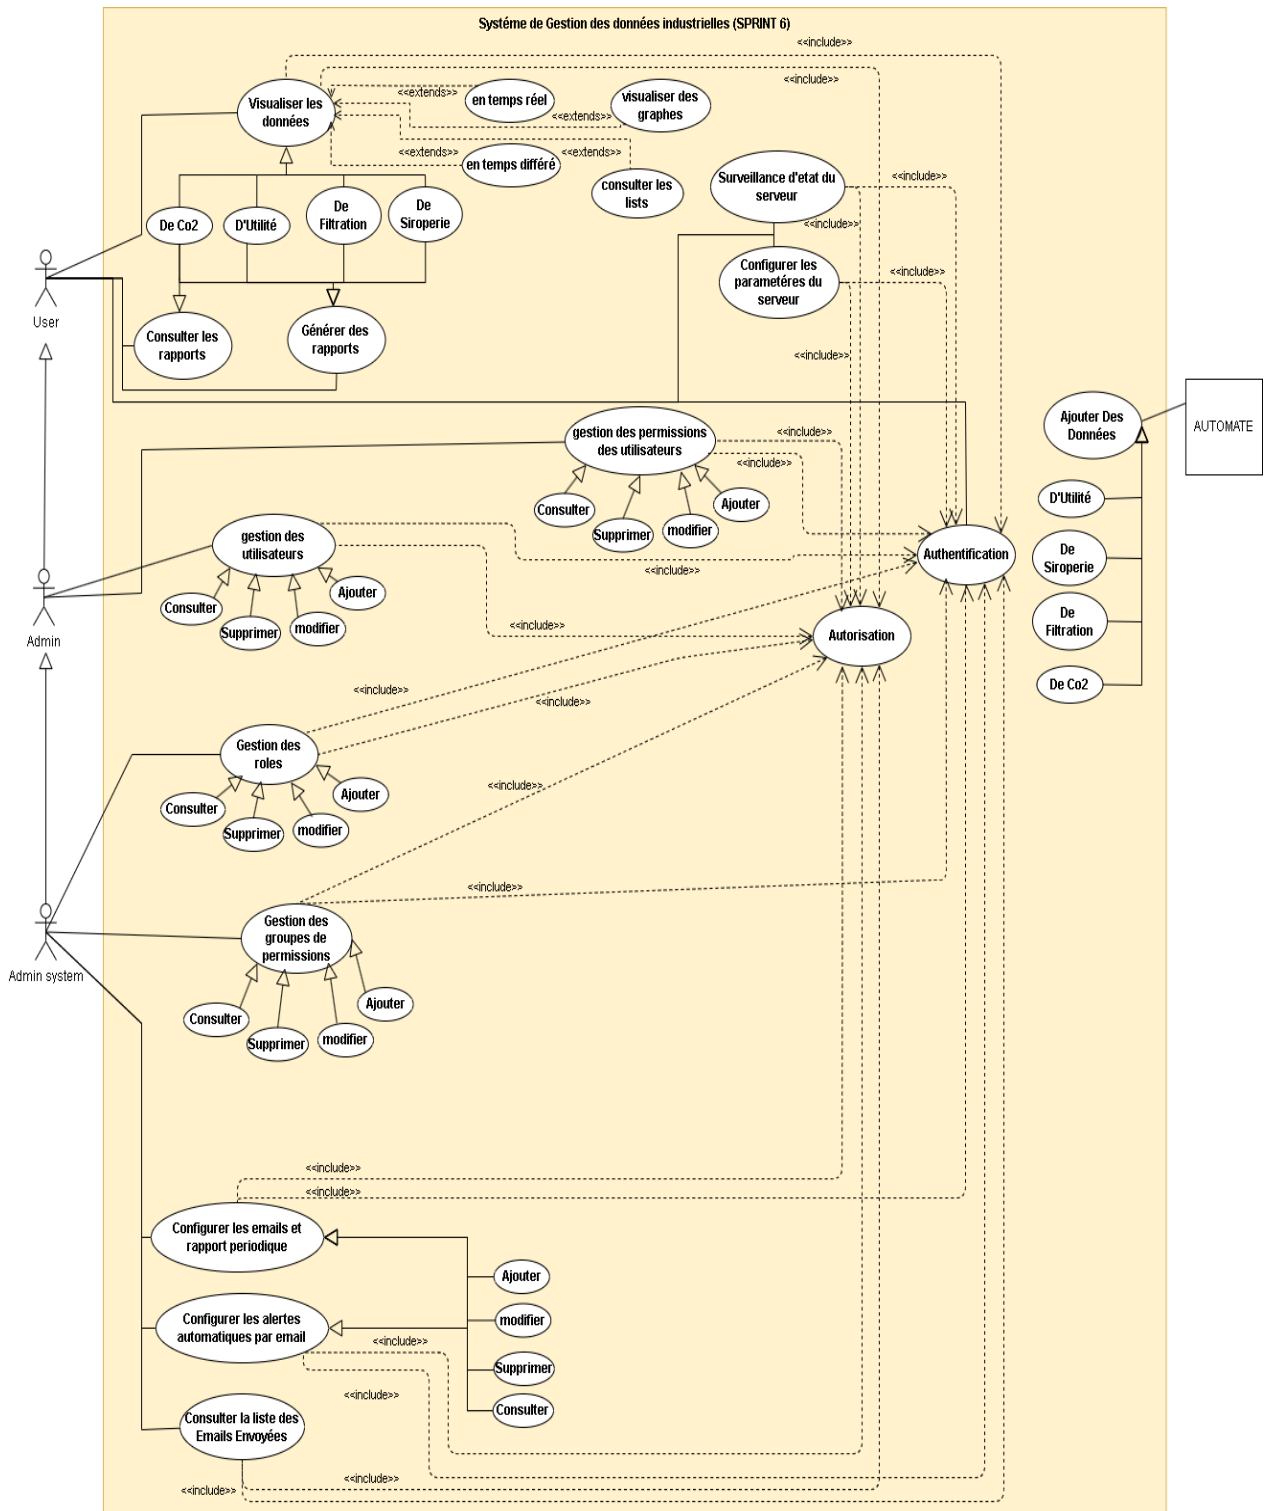 Systéme de Gestion des données industrielles (SPRINT 6)
<<include>>
<<include>>
Visualiser les
données
<<extends>>
en temps réel
visualiser des
graphes
<<extends>>
<<extends>>
en temps différé
<<extends>>
consulter les
lists
Surveillance d'etat du
serveur
<<include>>
<<include>>
De Co2
D'Utilité
De
Filtration
De
Siroperie
Configurer les
paramétéres du
serveur
<<include>>
User
Consulter les
rapports
Générer des
rapports
<<include>>
Ajouter Des
Données
AUTOMATE
gestion des permissions
des utilisateurs
<<include>>
<<include>>
Consulter
Supprimer
modifier
Ajouter
D'Utilité
De
Siroperie
De
Filtration
De Co2
gestion des
utilisateurs
<<include>>
Authentification
Consulter
Supprimer
modifier
Ajouter
<<include>>
Autorisation
Admin
<<include>>
<<include>>
Gestion des
roles
Consulter
Supprimer
modifier
Ajouter
<<include>>
<<include>>
Gestion des
groupes de
permissions
Admin system
Consulter
Supprimer
modifier
Ajouter
<<include>>
<<include>>
Configurer les emails et
rapport periodique
Ajouter
modifier
Supprimer
Consulter
Configurer les alertes
automatiques par email
<<include>>
<<include>>
Consulter la liste des
Emails Envoyées
<<include>>
<<include>>